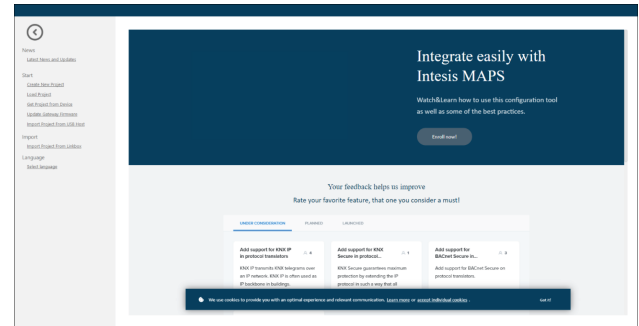 News
Latest News and Updates
Start
Create New Project
Load Project
Get Project from Device
Update Gateway Firmware
Import Project from USB Host
Import
Import Project from Linkbox
Language
Select language
Integrate easily with
Intesis MAPS
Watch&Learn how to use this configuration tool
as well as some of the best practices.
Enroll now!
Your feedback helps us improve
Rate your favorite feature, that one you consider a must!
UNDER CONSIDERATION PLANNED LAUNCHED
Add support for KNX IP
in protocol translators
4
KNX IP transmits KNX telegrams over
an IP network. KNX IP is often used as
IP backbone in buildings.
Add support for KNX
Secure in protocol...
1
KNX Secure guarantees maximum
protection by extending the IP
protocol in such a way that all
Add support for
BACnet Secure in...
Add support for BACnet Secure on
protocol translators
We use cookies to provide you with an optimal experience and relevant communication. Learn more or accept individual cookies .
Got it!